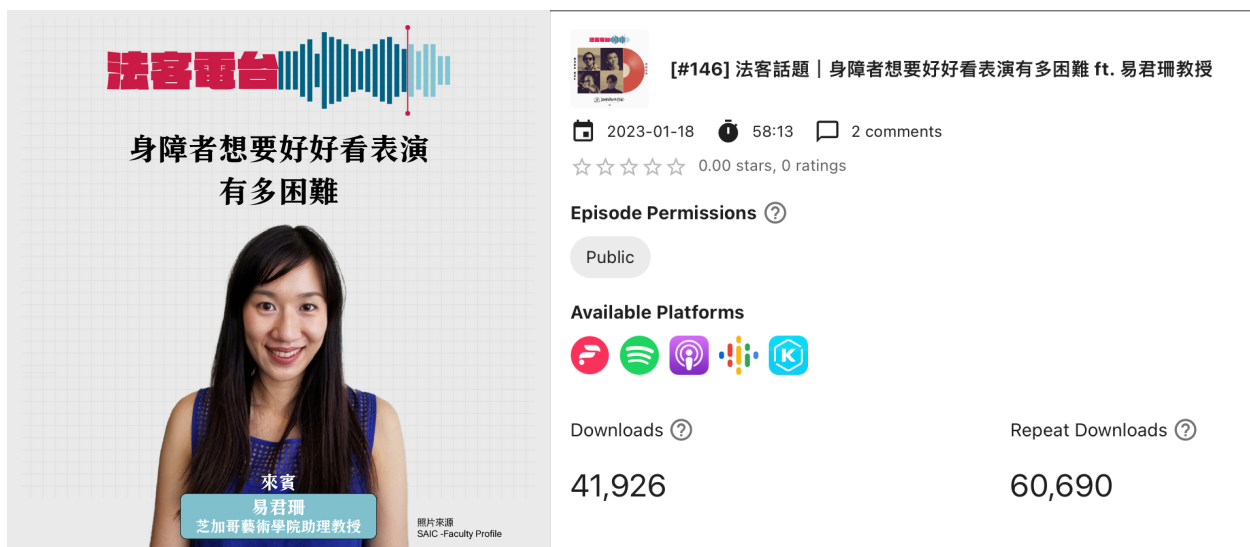 法客電台
身障者想要好好看表演
有多困難
來賓
易君珊
芝加哥藝術學院助理教授
照片來源
SAIC -Faculty Profile
[#146] 法客話題｜身障者想要好好看表演有多困難 ft. 易君珊教授
2023-01-18 58:13 2 comments
0.00 stars, 0 ratings
Episode Permissions ?
Public
Available Platforms
K
Downloads ? Repeat Downloads ?
41,926 60,690